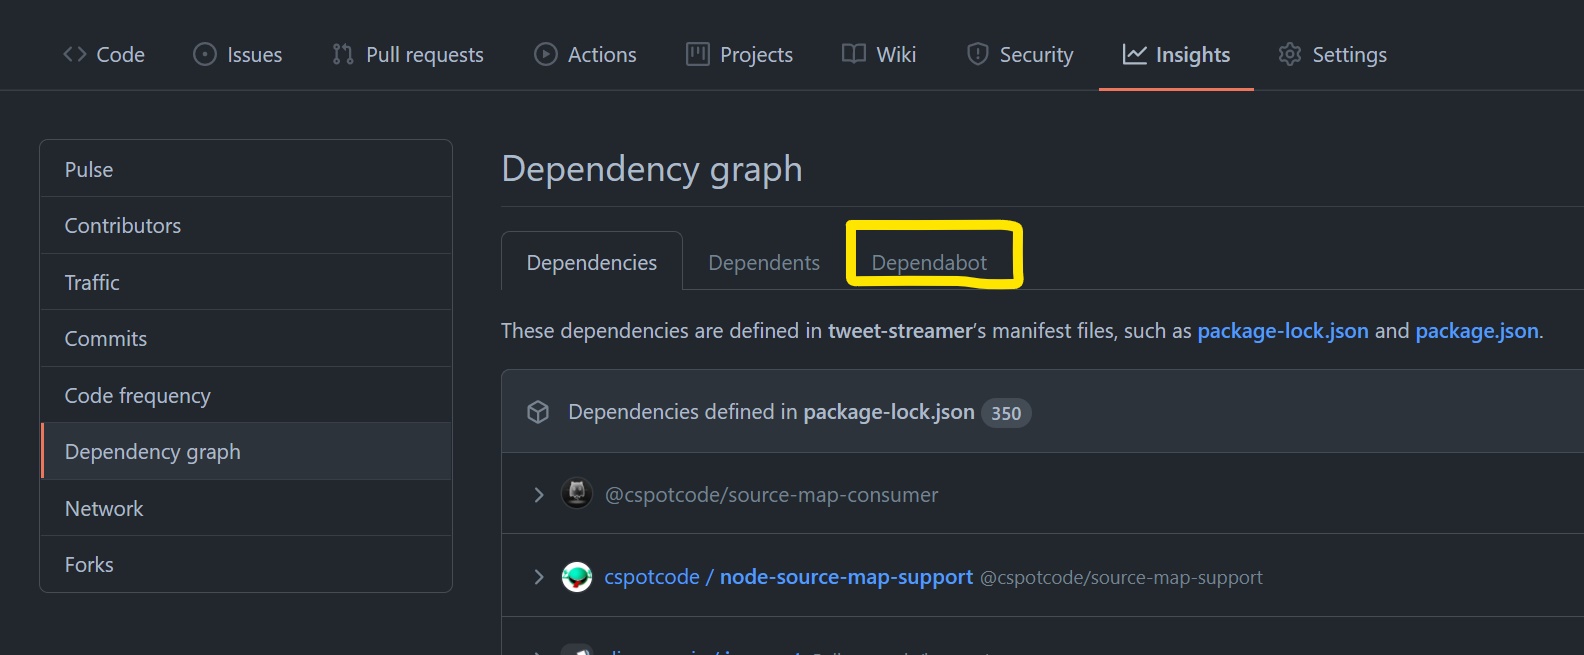 Code Issues Pull requests Actions Projects Wiki Security Insights Settings
Pulse
Contributors
Traffic
Commits
Code frequency
Dependency graph
Network
Forks
Dependency graph
Dependencies Dependents Dependabot
These dependencies are defined in tweet-streamer's manifest files, such as package-lock.json and package.json.
Dependencies defined in package-lock.json 350
@cspotcode/source-map-consumer
cspotcode / node-source-map-support @cspotcode/source-map-support